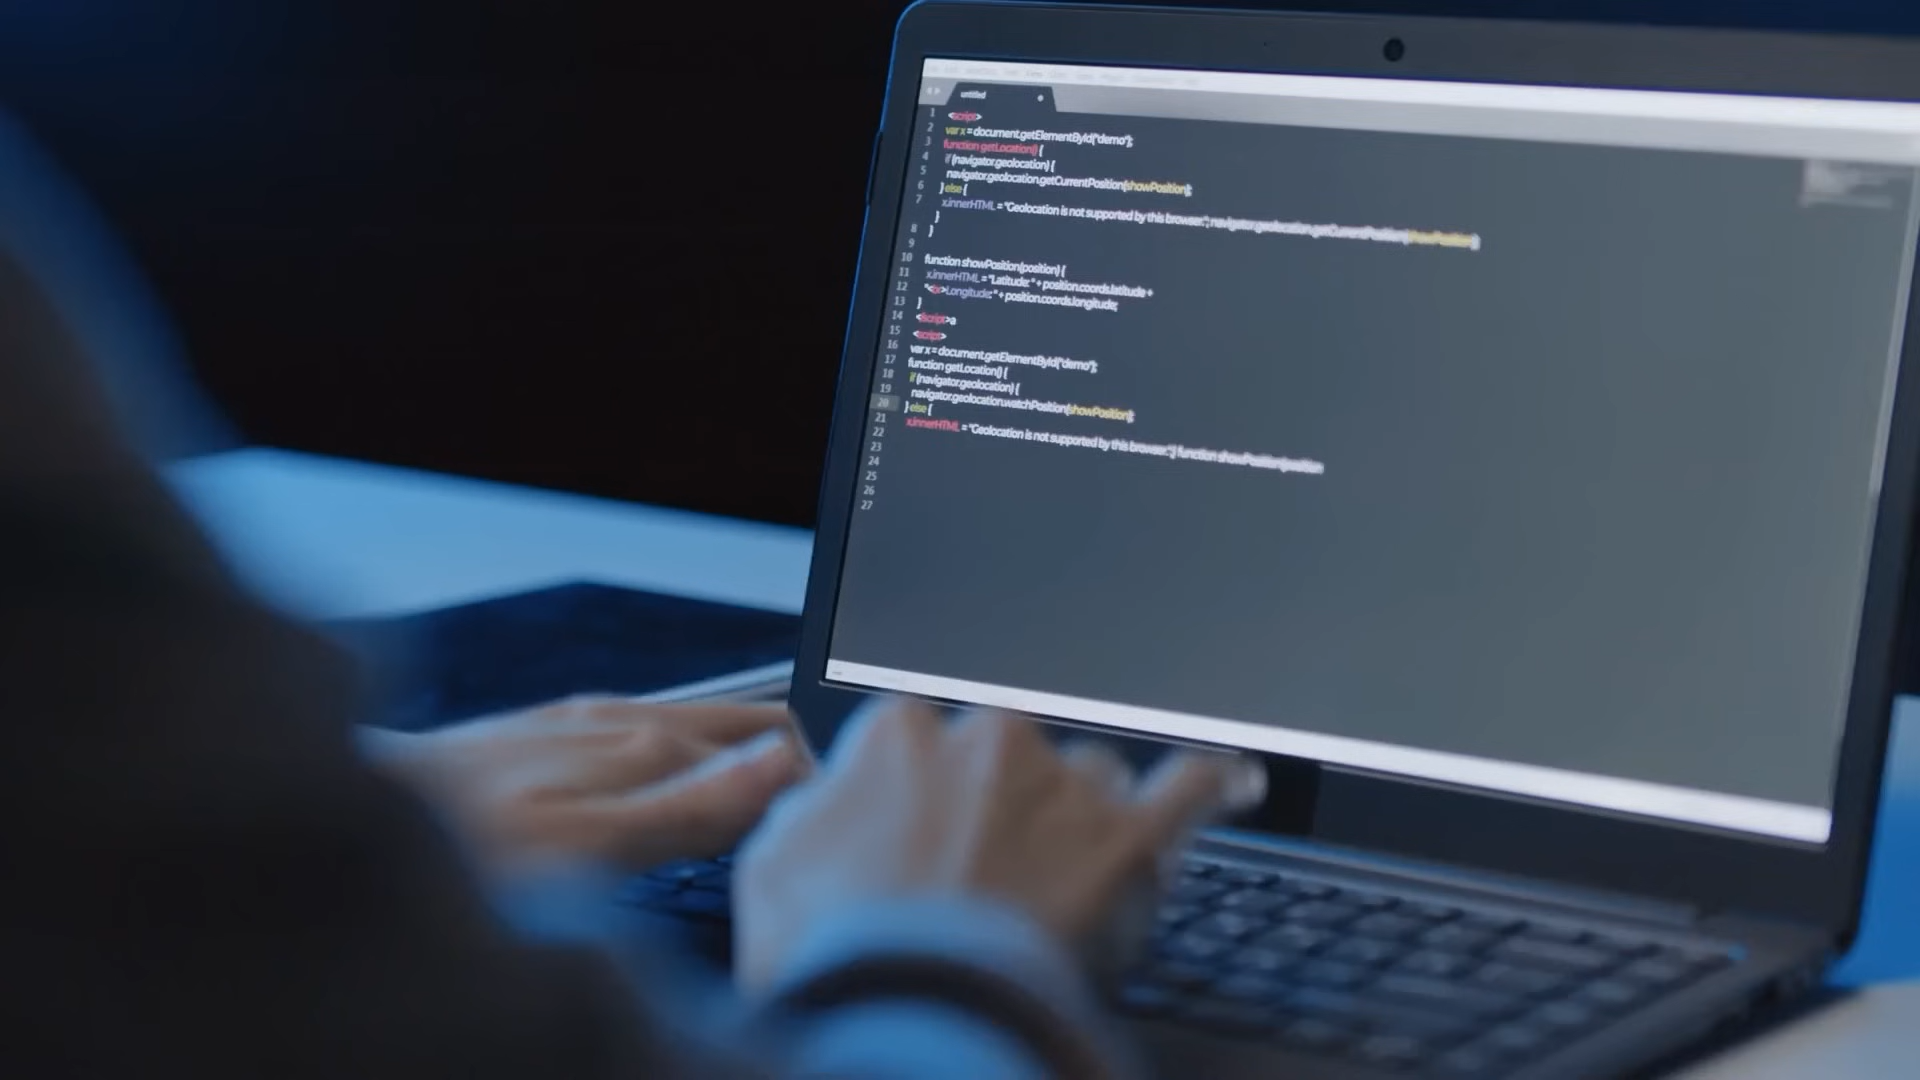 untitled
1 <script>
2 var x = document.getElementById("demo");
3 function getLocation() {
4 if (navigator.geolocation) {
5 navigator.geolocation.getCurrentPosition(showPosition);
6 } else {
7 x.innerHTML = "Geolocation is not supported by this browser."; navigator.geolocation.getCurrentPosition(showPosition);
}
8 }
9
10 function showPosition(position) {
11 x.innerHTML = "Latitude: " + position.coords.latitude +
12 "<br>Longitude: " + position.coords.longitude;
13 }
14 </script>a
15 <script>
16 var x = document.getElementById("demo");
17 function getLocation() {
18 if (navigator.geolocation) {
19 navigator.geolocation.watchPosition(showPosition);
20 } else {
21 x.innerHTML = "Geolocation is not supported by this browser.";} function showPosition(position
22
23
24
25
26
27